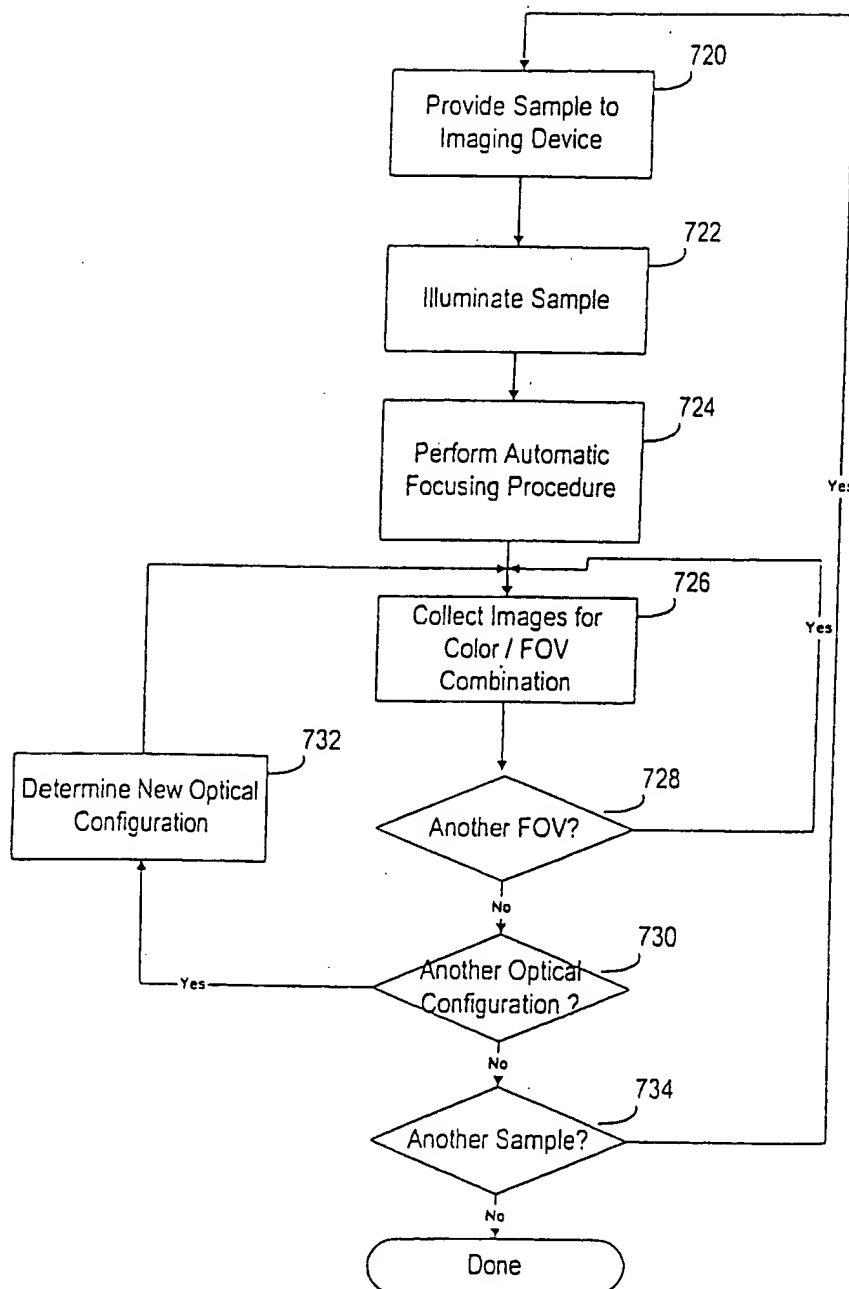 720
Provide Sample to
Imaging Device
722
Illuminate Sample
724
Perform Automatic
Focusing Procedure
Yes
726
Collect Images for
Color / FOV
Combination
Yes
732
Determine New Optical
Configuration
728
Another FOV?
No
730
Another Optical
Configuration ?
Yes
No
734
Another Sample?
No
Done